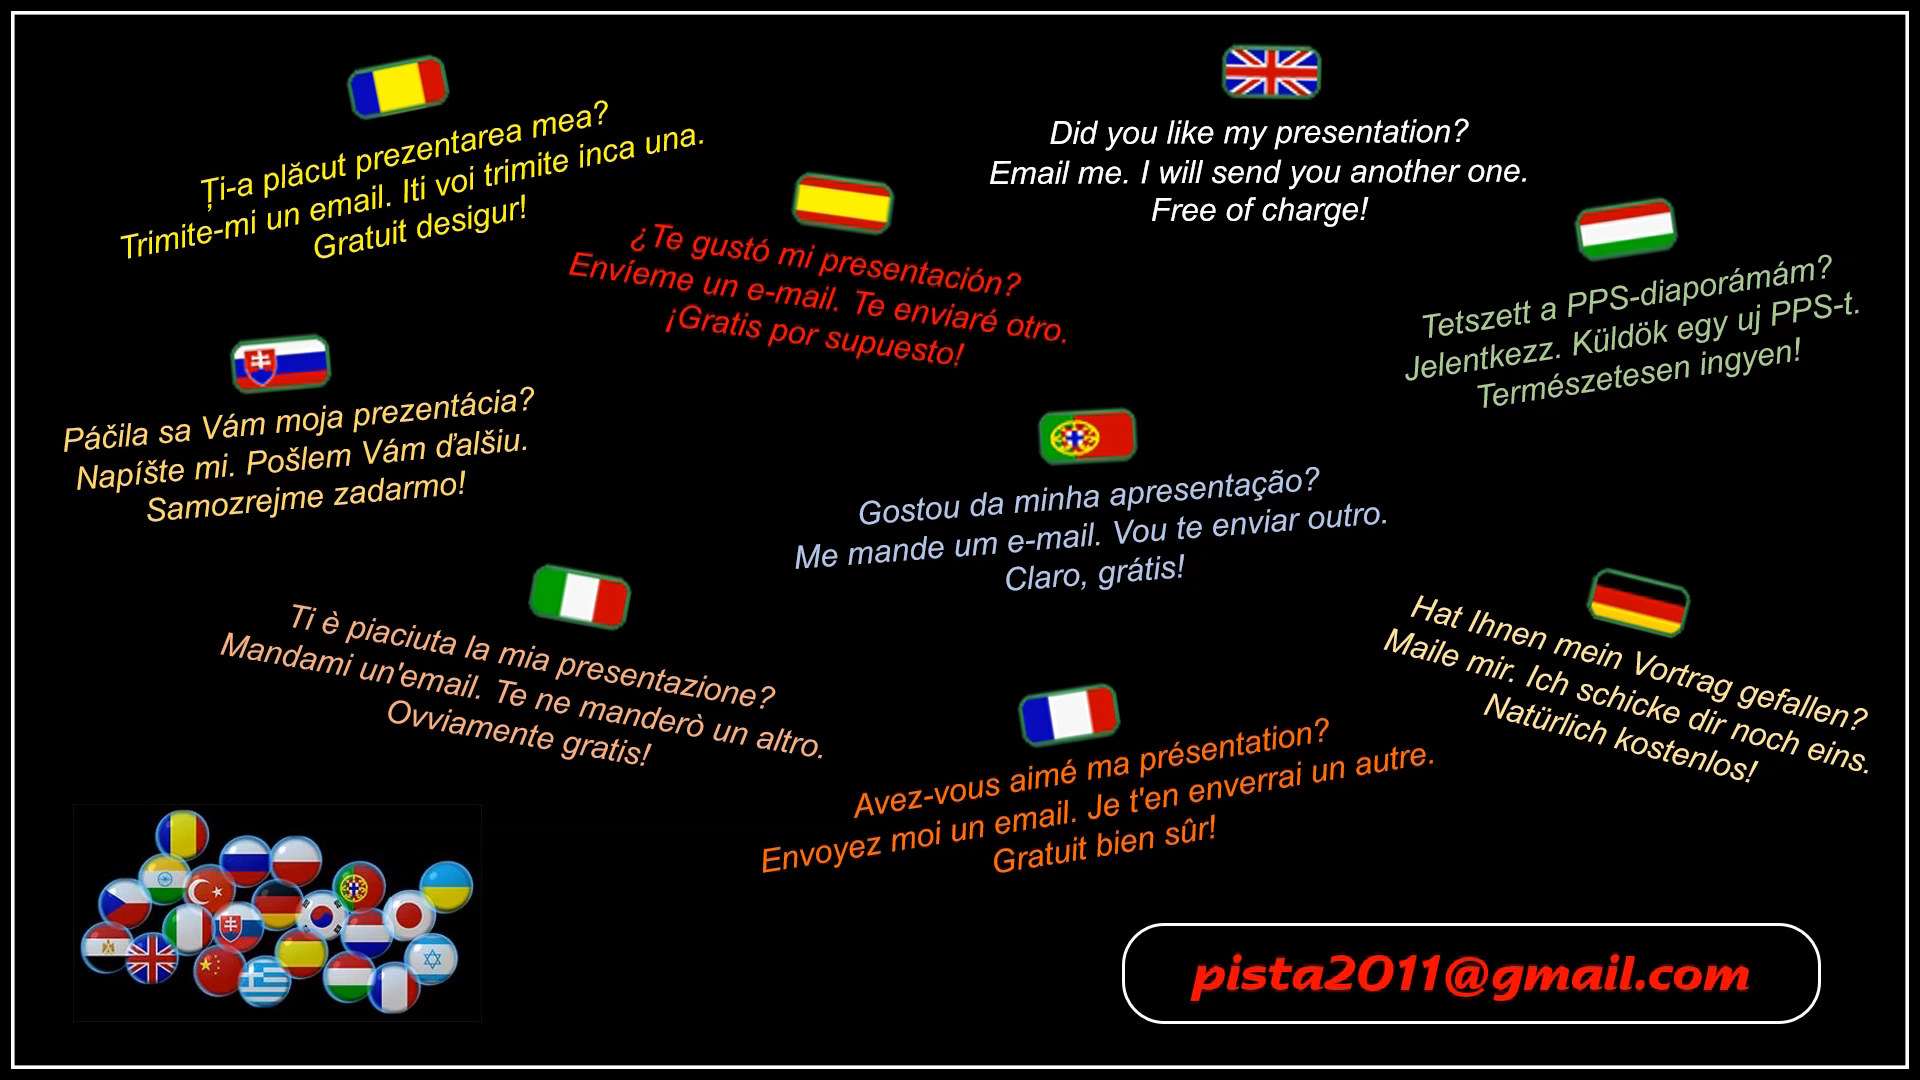 Ți-a plăcut prezentarea mea?
Trimite-mi un email. Iti voi trimite inca una.
Gratuit desigur!
Did you like my presentation?
Email me. I will send you another one.
Free of charge!
¿Te gustó mi presentación?
Envíeme un e-mail. Te enviaré otro.
¡Gratis por supuesto!
Tetszett a PPS-diaporámám?
Jelentkezz. Küldök egy uj PPS-t.
Természetesen ingyen!
Páčila sa Vám moja prezentácia?
Napíšte mi. Pošlem Vám ďalšiu.
Samozrejme zadarmo!
Gostou da minha apresentação?
Me mande um e-mail. Vou te enviar outro.
Claro, grátis!
Ti è piaciuta la mia presentazione?
Mandami un'email. Te ne manderò un altro.
Ovviamente gratis!
Hat Ihnen mein Vortrag gefallen?
Maile mir. Ich schicke dir noch eins.
Natürlich kostenlos!
Avez-vous aimé ma présentation?
Envoyez moi un email. Je t'en enverrai un autre.
Gratuit bien sûr!
pista2011@gmail.com